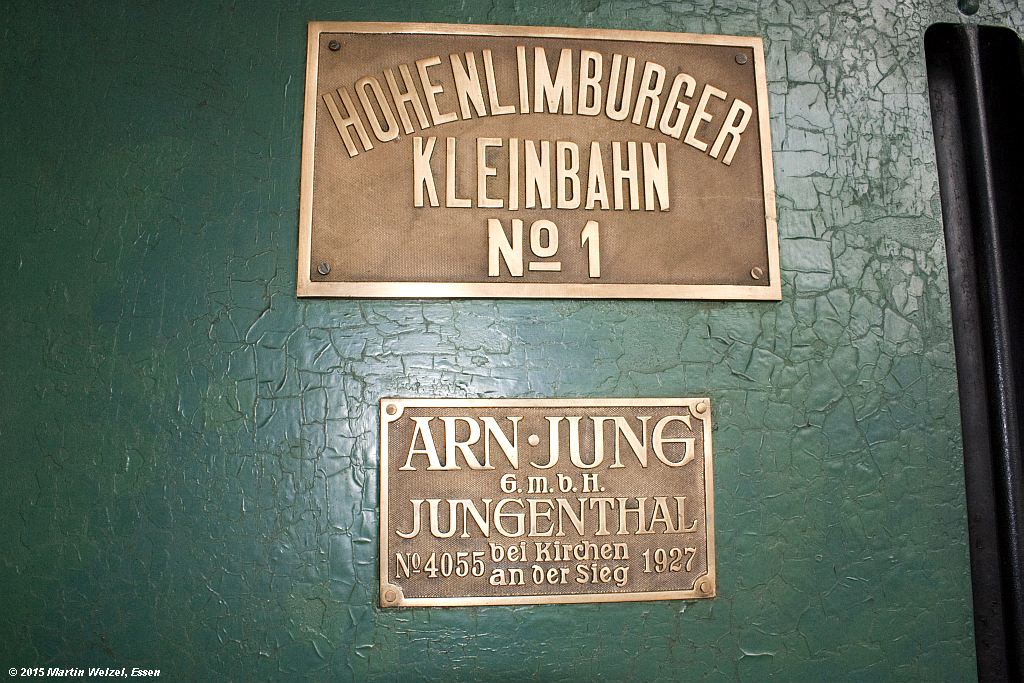 HOHENLIMBURGER
KLEINBAHN
Nº 1
ARN·JUNG
G.m.b.H.
JUNGENTHAL
Nº 4055 bei Kirchen 1927
an der Sieg
© 2015 Martin Welzel, Essen